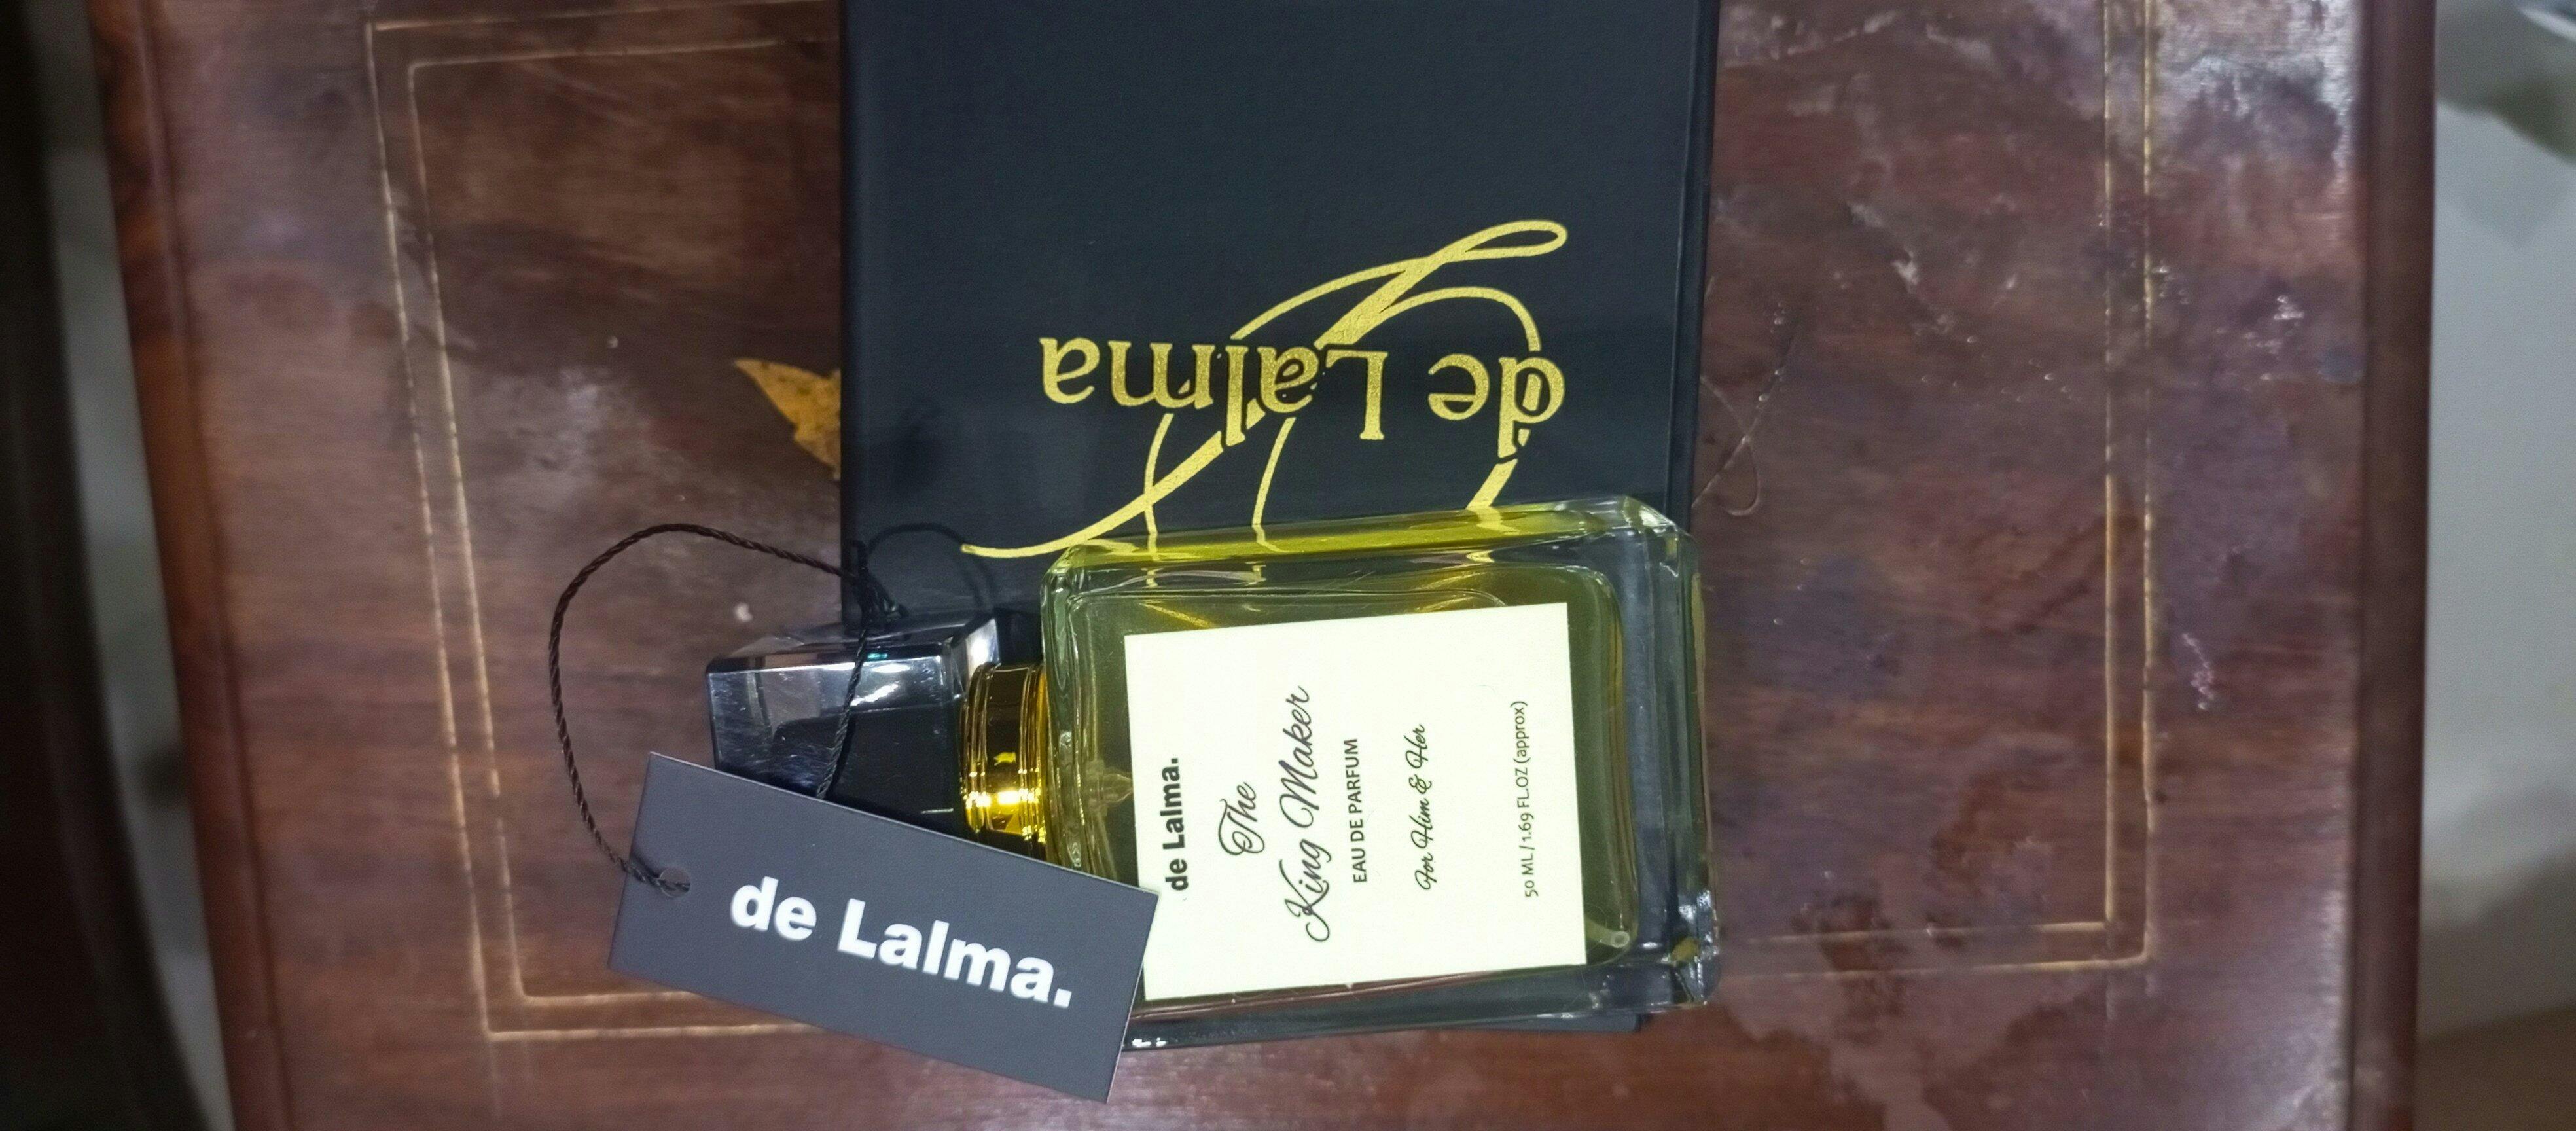 de Lalma
de Lalma.
The
King Maker
EAU DE PARFUM
For Him & Her
50 ML / 1.69 FL.OZ (approx)
de Lalma.